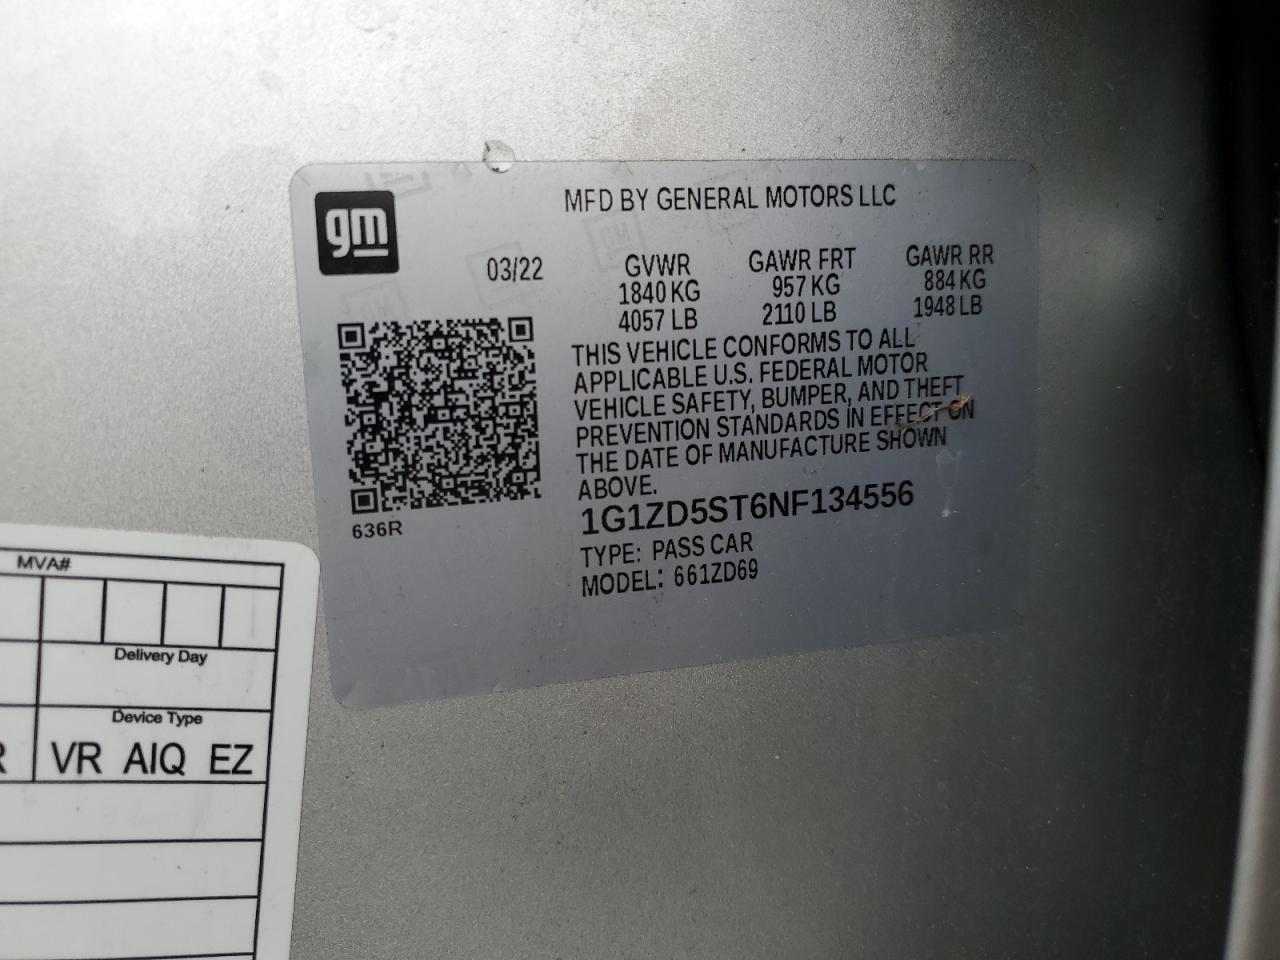 gm
MFD BY GENERAL MOTORS LLC
03/22
GVWR GAWR FRT GAWR RR
1840 KG 957 KG 884 KG
4057 LB 2110 LB 1948 LB
THIS VEHICLE CONFORMS TO ALL
APPLICABLE U.S. FEDERAL MOTOR
VEHICLE SAFETY, BUMPER, AND THEFT
PREVENTION STANDARDS IN EFFECT ON
THE DATE OF MANUFACTURE SHOWN
ABOVE.
1G1ZD5ST6NF134556
TYPE: PASS CAR
MODEL: 661ZD69
636R
MVA#
Delivery Day
Device Type
VR AIQ EZ